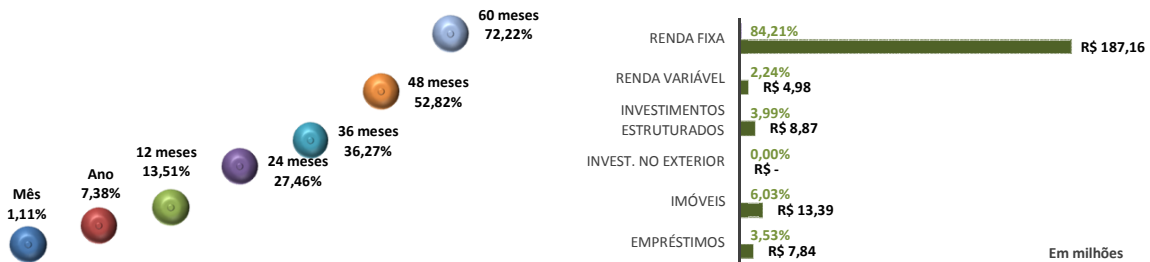 60 meses
72,22%
48 meses
52,82%
36 meses
36,27%
24 meses
27,46%
12 meses
13,51%
Ano
7,38%
Mês
1,11%
RENDA FIXA
84,21%
R$ 187,16
RENDA VARIÁVEL
2,24%
R$ 4,98
INVESTIMENTOS
ESTRUTURADOS
3,99%
R$ 8,87
INVEST. NO EXTERIOR
0,00%
R$ -
IMÓVEIS
6,03%
R$ 13,39
EMPRÉSTIMOS
3,53%
R$ 7,84
Em milhões